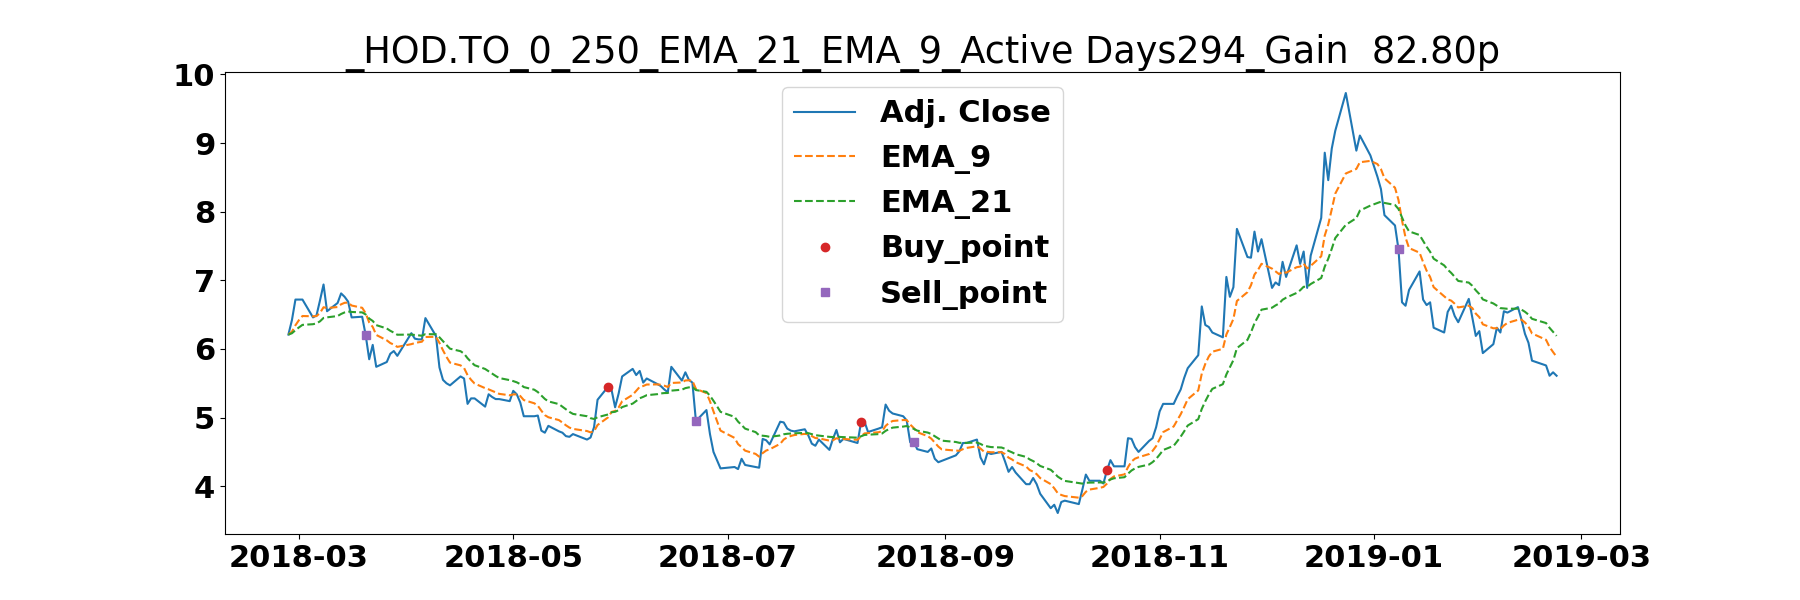 _HOD.TO_0_250_EMA_21_EMA_9_Active Days294_Gain  82.80p
10
9
8
7
6
5
4
Adj. Close
EMA_9
EMA_21
Buy_point
Sell_point
2018-03 2018-05 2018-07 2018-09 2018-11 2019-01 2019-03